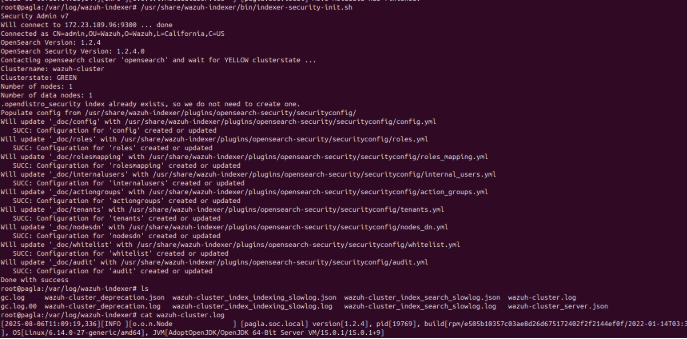 root@pagla:/var/log/wazuh-indexer# /usr/share/wazuh-indexer/bin/indexer-security-init.sh
Security Admin v7
Will connect to 172.23.189.96:9300 ... done
Connected as CN=admin,OU=Wazuh,O=Wazuh,L=California,C=US
OpenSearch Version: 1.2.4
OpenSearch Security Version: 1.2.4.0
Contacting opensearch cluster 'opensearch' and wait for YELLOW clusterstate ...
Clustername: wazuh-cluster
Clusterstate: GREEN
Number of nodes: 1
Number of data nodes: 1
.opendistro_security index already exists, so we do not need to create one.
Populate config from /usr/share/wazuh-indexer/plugins/opensearch-security/securityconfig/
Will update '_doc/config' with /usr/share/wazuh-indexer/plugins/opensearch-security/securityconfig/config.yml
SUCC: Configuration for 'config' created or updated
Will update '_doc/roles' with /usr/share/wazuh-indexer/plugins/opensearch-security/securityconfig/roles.yml
SUCC: Configuration for 'roles' created or updated
Will update '_doc/rolesmapping' with /usr/share/wazuh-indexer/plugins/opensearch-security/securityconfig/roles_mapping.yml
SUCC: Configuration for 'rolesmapping' created or updated
Will update '_doc/internalusers' with /usr/share/wazuh-indexer/plugins/opensearch-security/securityconfig/internal_users.yml
SUCC: Configuration for 'internalusers' created or updated
Will update '_doc/actiongroups' with /usr/share/wazuh-indexer/plugins/opensearch-security/securityconfig/action_groups.yml
SUCC: Configuration for 'actiongroups' created or updated
Will update '_doc/tenants' with /usr/share/wazuh-indexer/plugins/opensearch-security/securityconfig/tenants.yml
SUCC: Configuration for 'tenants' created or updated
Will update '_doc/nodesdn' with /usr/share/wazuh-indexer/plugins/opensearch-security/securityconfig/nodes_dn.yml
SUCC: Configuration for 'nodesdn' created or updated
Will update '_doc/whitelist' with /usr/share/wazuh-indexer/plugins/opensearch-security/securityconfig/whitelist.yml
SUCC: Configuration for 'whitelist' created or updated
Will update '_doc/audit' with /usr/share/wazuh-indexer/plugins/opensearch-security/securityconfig/audit.yml
SUCC: Configuration for 'audit' created or updated
Done with success
root@pagla:/var/log/wazuh-indexer# ls
gc.log wazuh-cluster_deprecation.json wazuh-cluster_index_indexing_slowlog.json wazuh-cluster_index_search_slowlog.json wazuh-cluster.log
gc.log.00 wazuh-cluster_deprecation.log wazuh-cluster_index_indexing_slowlog.log wazuh-cluster_index_search_slowlog.log wazuh-cluster_server.json
root@pagla:/var/log/wazuh-indexer# cat wazuh-cluster.log
[2025-08-06T11:09:19,336][INFO ][o.o.n.Node ] [pagla.soc.local] version[1.2.4], pid[19769], build[rpm/e505b10357c03ae8d26d675172402f2f2144ef0f/2022-01-14T03:3
], OS[Linux/6.14.0-27-generic/amd64], JVM[AdoptOpenJDK/OpenJDK 64-Bit Server VM/15.0.1/15.0.1+9]